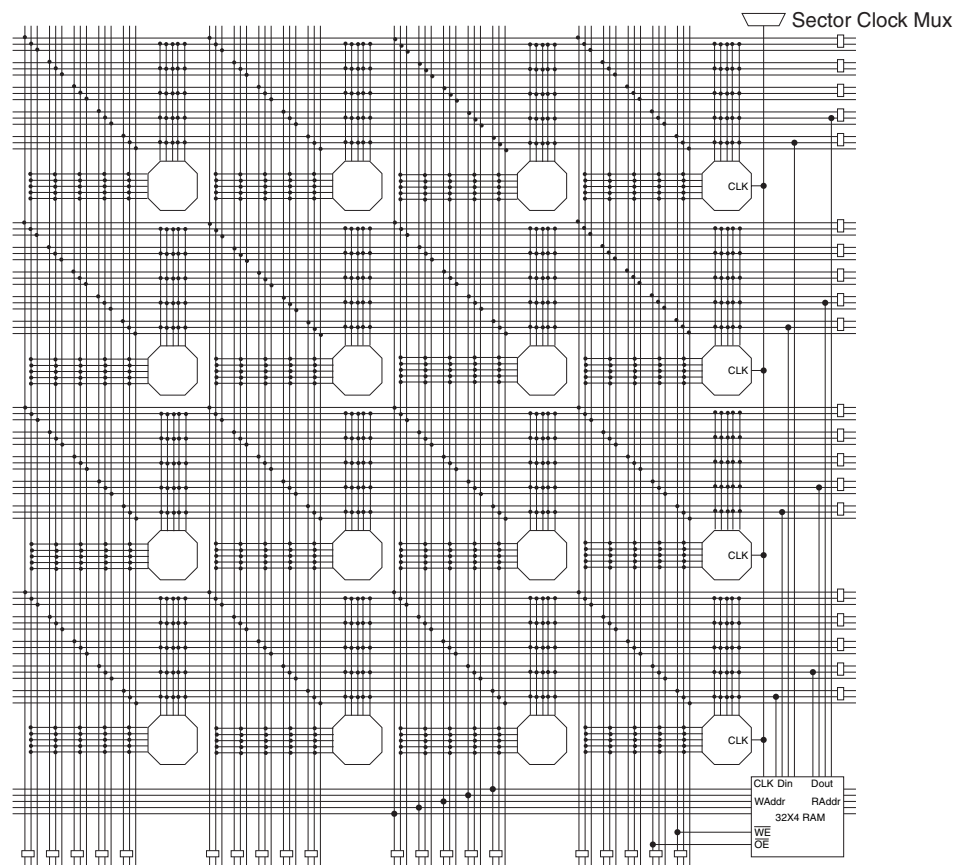 Sector Clock Mux
CLK
CLK
CLK
CLK
CLK Din Dout
WAddr RAddr
32X4 RAM
WE
OE